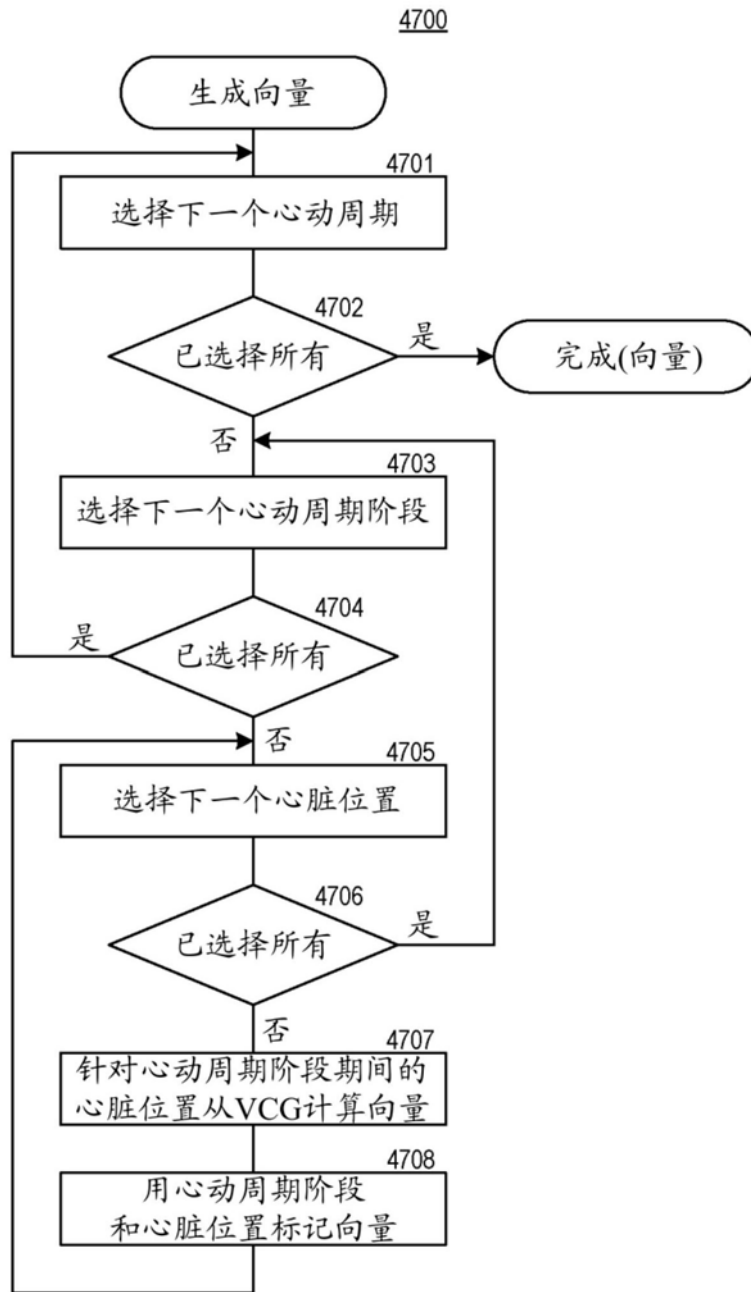 4700
生成向量
4701
选择下一个心动周期
4702
已选择所有
是
完成(向量)
否
4703
选择下一个心动周期阶段
4704
是
已选择所有
否
4705
选择下一个心脏位置
4706
已选择所有
是
否
4707
针对心动周期阶段期间的
心脏位置从VCG计算向量
4708
用心动周期阶段
和心脏位置标记向量